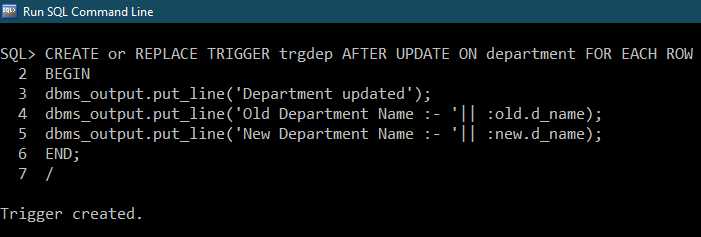 Run SQL Command Line
SQL> CREATE or REPLACE TRIGGER trgdep AFTER UPDATE ON department FOR EACH ROW
2 BEGIN
3 dbms_output.put_line('Department updated');
4 dbms_output.put_line('Old Department Name :- '|| :old.d_name);
5 dbms_output.put_line('New Department Name :- '|| :new.d_name);
6 END;
7 /
Trigger created.